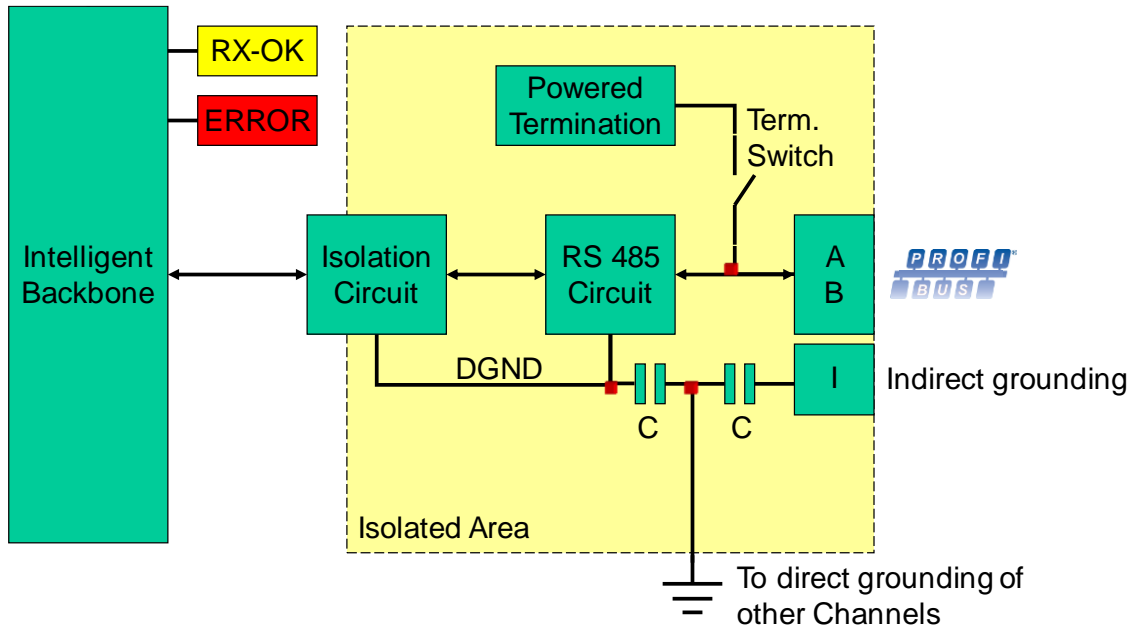 RX-OK
ERROR
Powered
Termination
Term.
Switch
Intelligent
Backbone
Isolation
Circuit
RS 485
Circuit
A
B
PROFI®
BUS
DGND
I
Indirect grounding
C
C
Isolated Area
To direct grounding of
other Channels